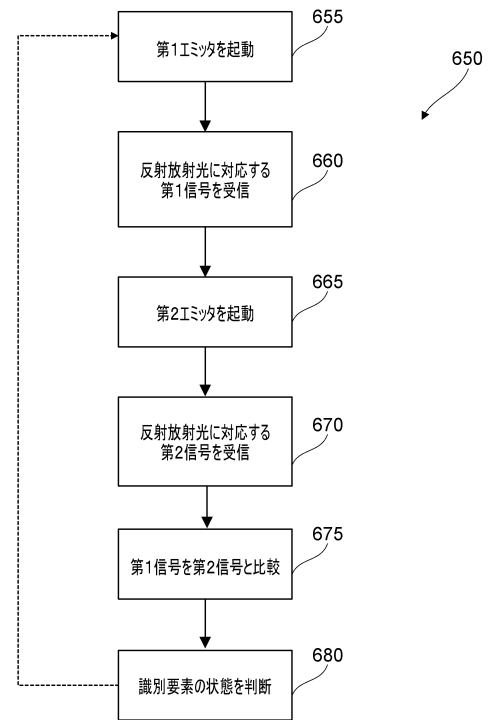 655
第1エミッタを起動
650
660
反射放射光に対応する
第1信号を受信
665
第2エミッタを起動
670
反射放射光に対応する
第2信号を受信
675
第1信号を第2信号と比較
680
識別要素の状態を判断